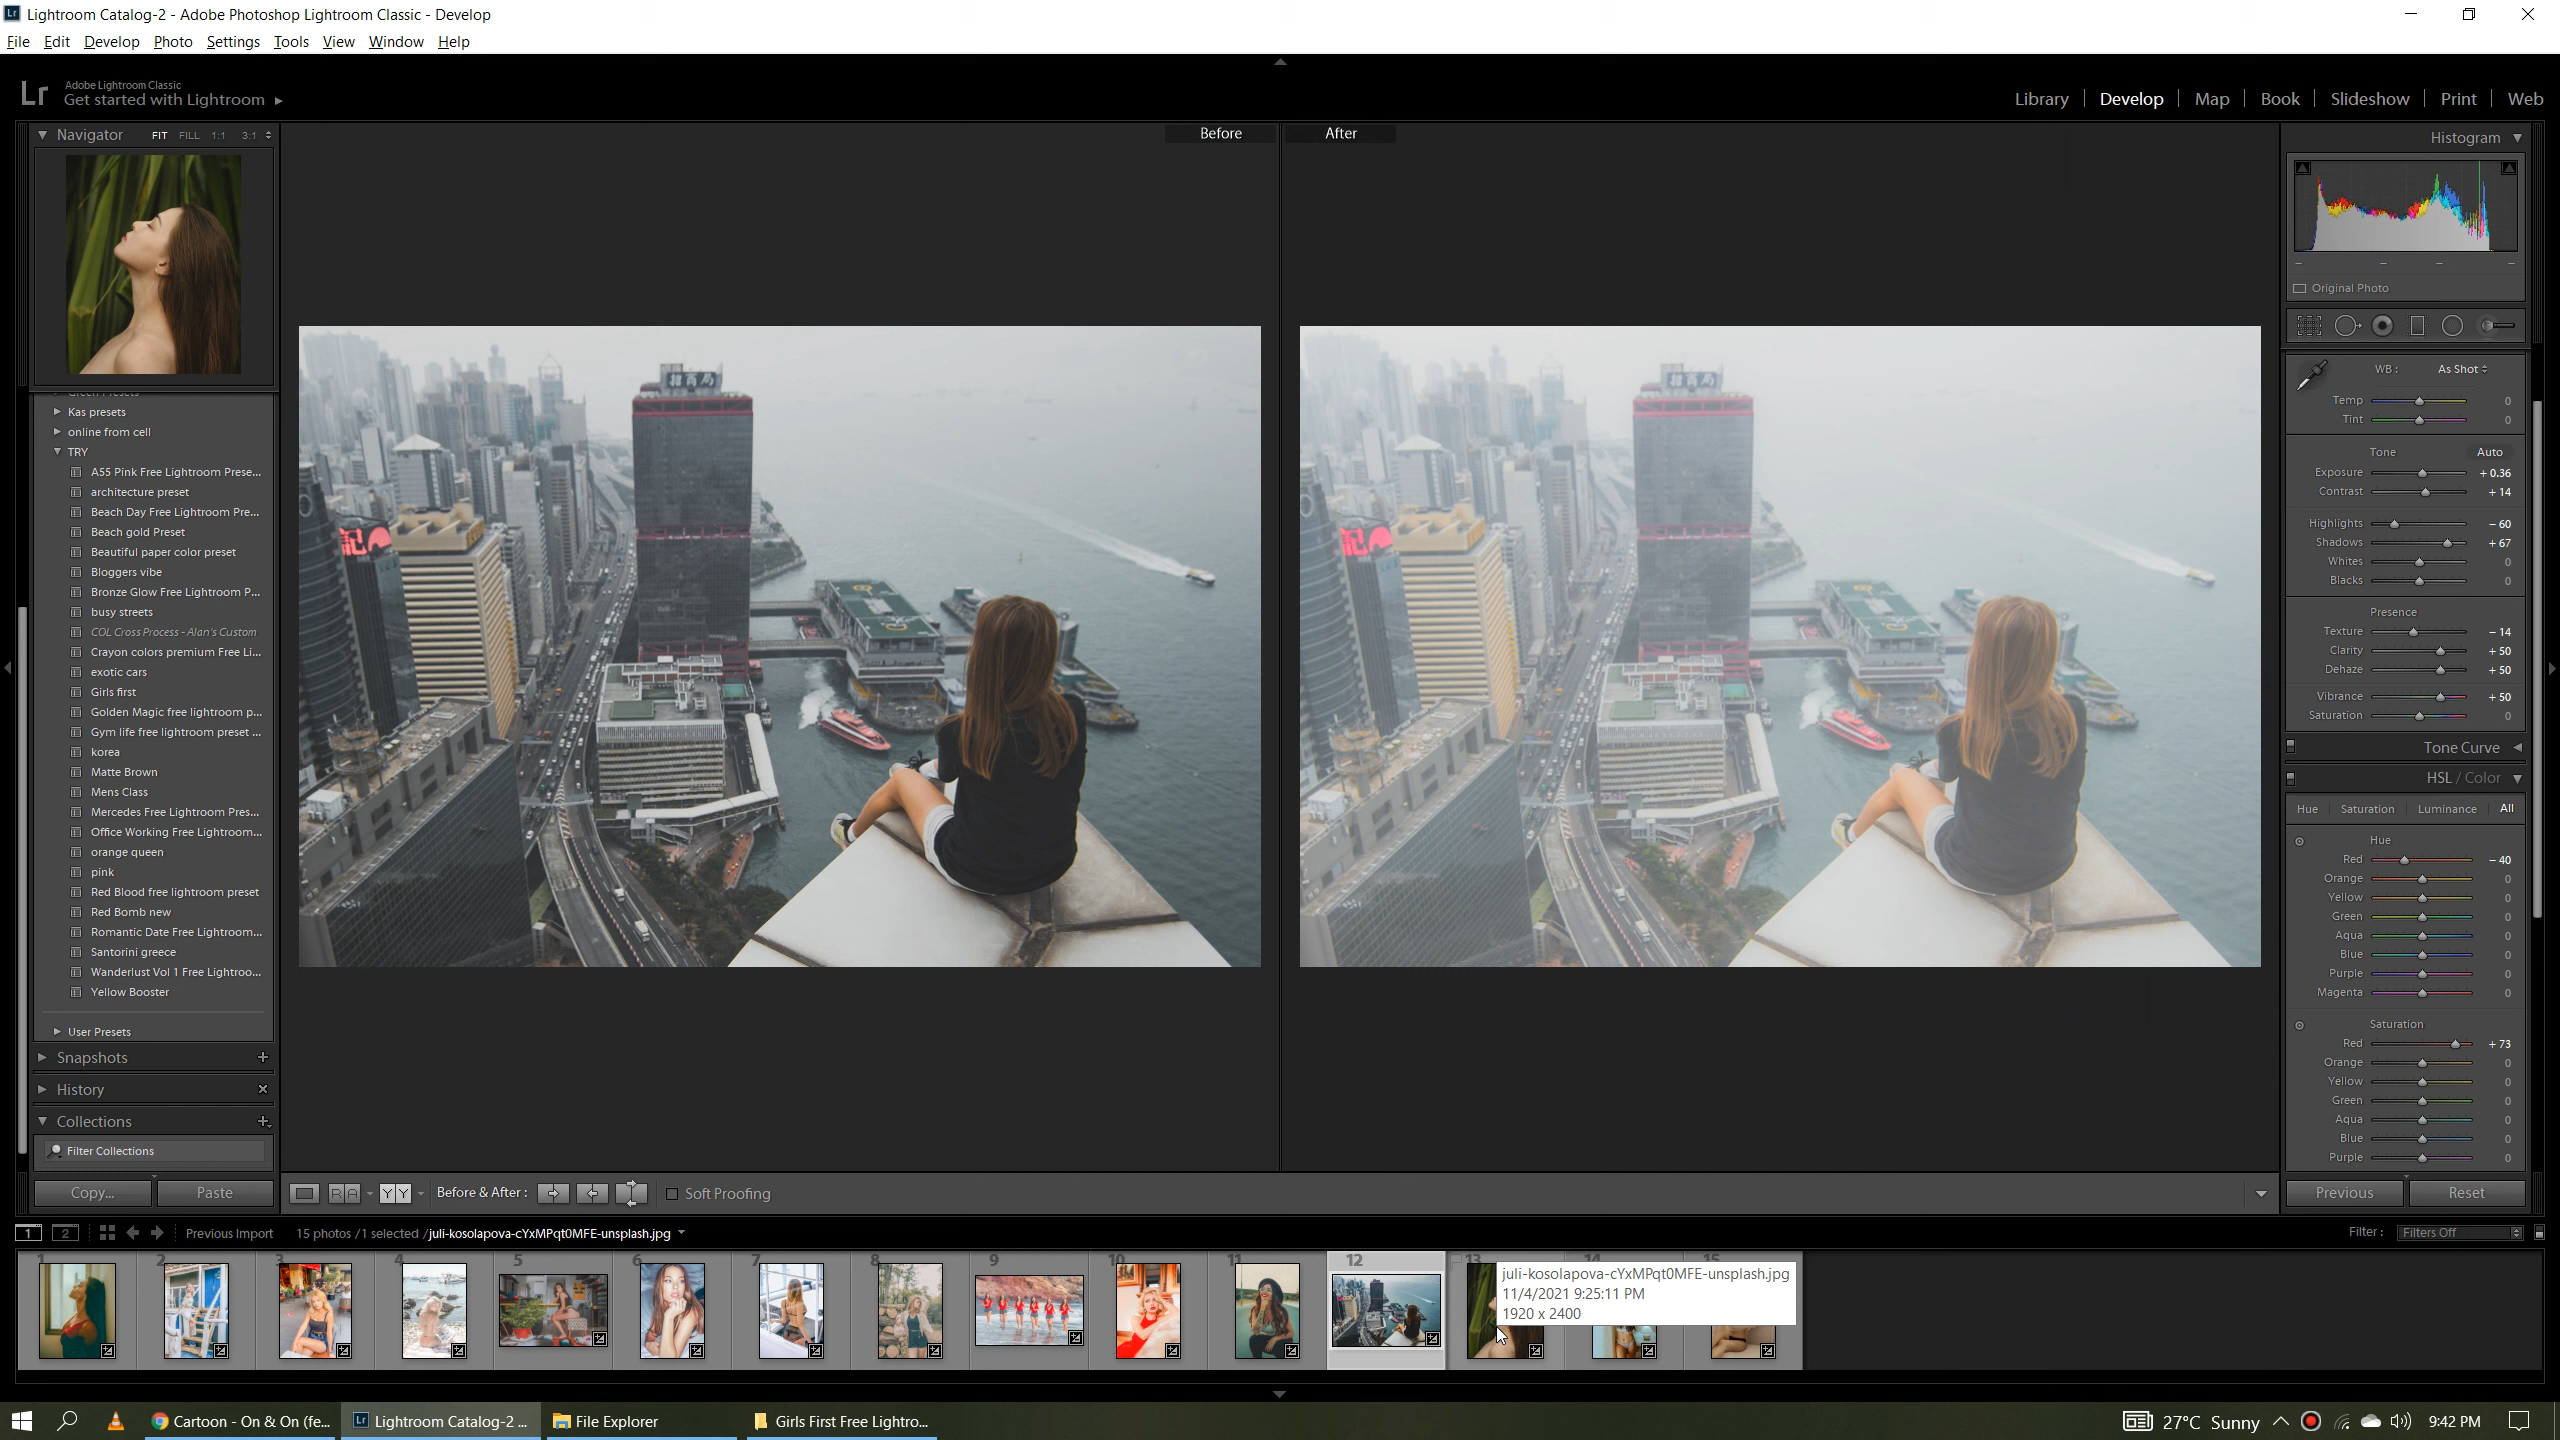 Lightroom Catalog-2 - Adobe Photoshop Lightroom Classic - Develop
File Edit Develop Photo Settings Tools View Window Help
Lr
Adobe Lightroom Classic
Get started with Lightroom
Library Develop Map Book Slideshow Print Web
Navigator FIT FILL 1:1 3:1
Kas presets
online from cell
TRY
A55 Pink Free Lightroom Prese...
architecture preset
Beach Day Free Lightroom Pre...
Beach gold Preset
Beautiful paper color preset
Bloggers vibe
Bronze Glow Free Lightroom P...
busy streets
COL Cross Process - Alan's Custom
Crayon colors premium Free Li...
exotic cars
Girls first
Golden Magic free lightroom p...
Gym life free lightroom preset ...
korea
Matte Brown
Mens Class
Mercedes Free Lightroom Pres...
Office Working Free Lightroom...
orange queen
pink
Red Blood free lightroom preset
Red Bomb new
Romantic Date Free Lightroom...
Santorini greece
Wanderlust Vol 1 Free Lightroo...
Yellow Booster
User Presets
Snapshots
History
Collections
Filter Collections
Copy... Paste
Before After
招商局
招商局
Histogram
Original Photo
WB : As Shot
Temp 0
Tint 0
Tone Auto
Exposure + 0.36
Contrast + 14
Highlights - 60
Shadows + 67
Whites 0
Blacks 0
Presence
Texture - 14
Clarity + 50
Dehaze + 50
Vibrance + 50
Saturation 0
Tone Curve
HSL / Color
Hue Saturation Luminance All
Hue
Red - 40
Orange 0
Yellow 0
Green 0
Aqua 0
Blue 0
Purple 0
Magenta 0
Saturation
Red + 73
Orange 0
Yellow 0
Green 0
Aqua 0
Blue 0
Purple 0
Previous Reset
R A Y Y Before & After : Soft Proofing
1 2 Previous Import 15 photos / 1 selected / juli-kosolapova-cYxMPqt0MFE-unsplash.jpg Filter : Filters Off
1 2 3 4 5 6 7 8 9 10 11 12 13 14 15
juli-kosolapova-cYxMPqt0MFE-unsplash.jpg
11/4/2021 9:25:11 PM
1920 x 2400
Cartoon - On & On (fe... Lr Lightroom Catalog-2 ... File Explorer Girls First Free Lightro... 27°C Sunny 9:42 PM